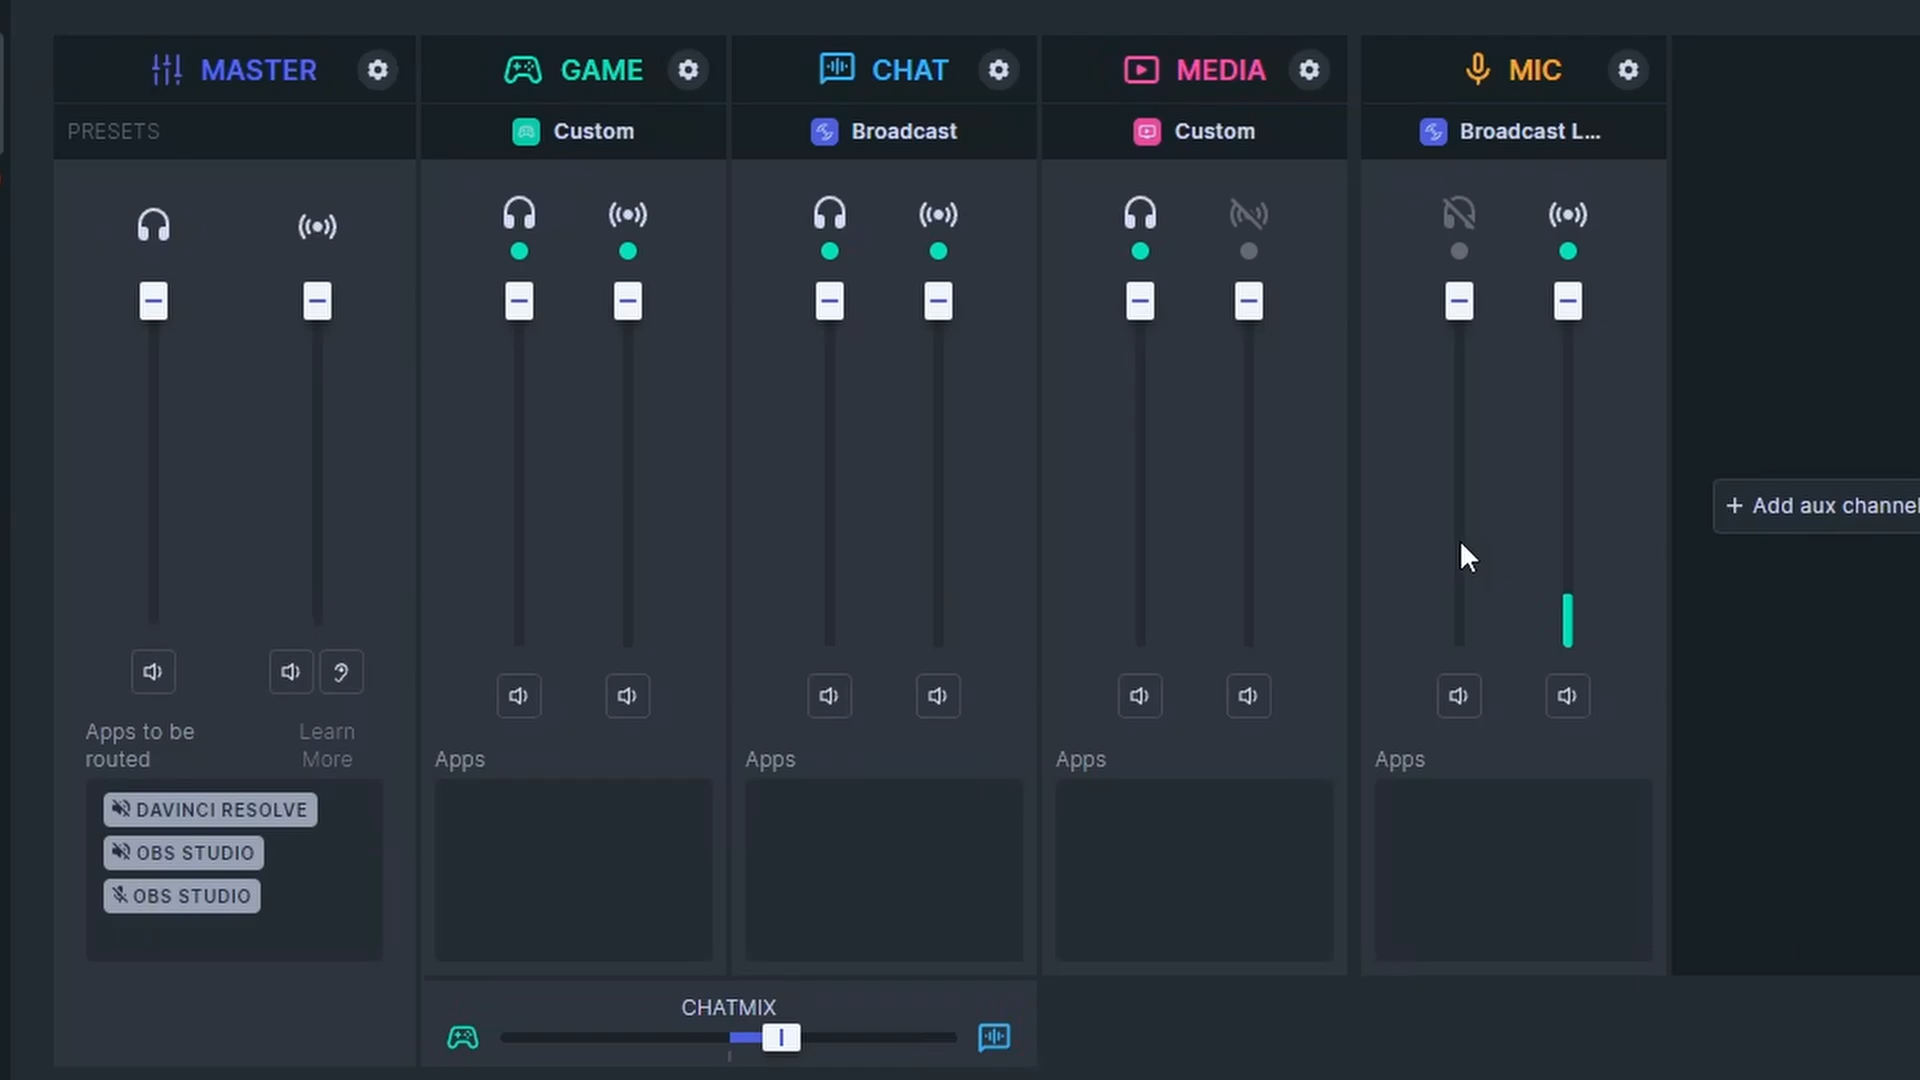 MASTER
GAME
CHAT
MEDIA
MIC
PRESETS
Custom
Broadcast
Custom
Broadcast L...
Add aux channel
Apps to be
routed
Learn
More
Apps
Apps
Apps
Apps
DAVINCI RESOLVE
OBS STUDIO
OBS STUDIO
CHATMIX